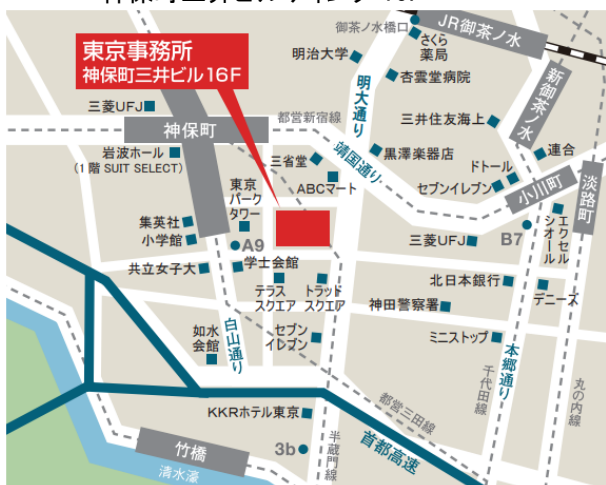 東京事務所
神保町三井ビル16F
御茶ノ水橋口
JR御茶ノ水
さくら
薬局
明治大学
杏雲堂病院
新御茶ノ水
明大通り
三菱UFJ
神保町
都営新宿線
三井住友海上
岩波ホール
(1階 SUIT SELECT)
三省堂
靖国通り
黒澤楽器店
ドトール
連合
ABCマート
セブンイレブン
小川町
淡路町
東京
パーク
タワー
集英社
小学館
A9
三菱UFJ
B7
エクセル
シオール
共立女子大
学士会館
テラス
スクエア
トラッド
スクエア
北日本銀行
神田警察署
デニーズ
如水
会館
白山通り
セブン
イレブン
ミニストップ
本郷通り
千代田線
丸の内線
KKRホテル東京
都営三田線
首都高速
竹橋
3b
半蔵門線
清水濠